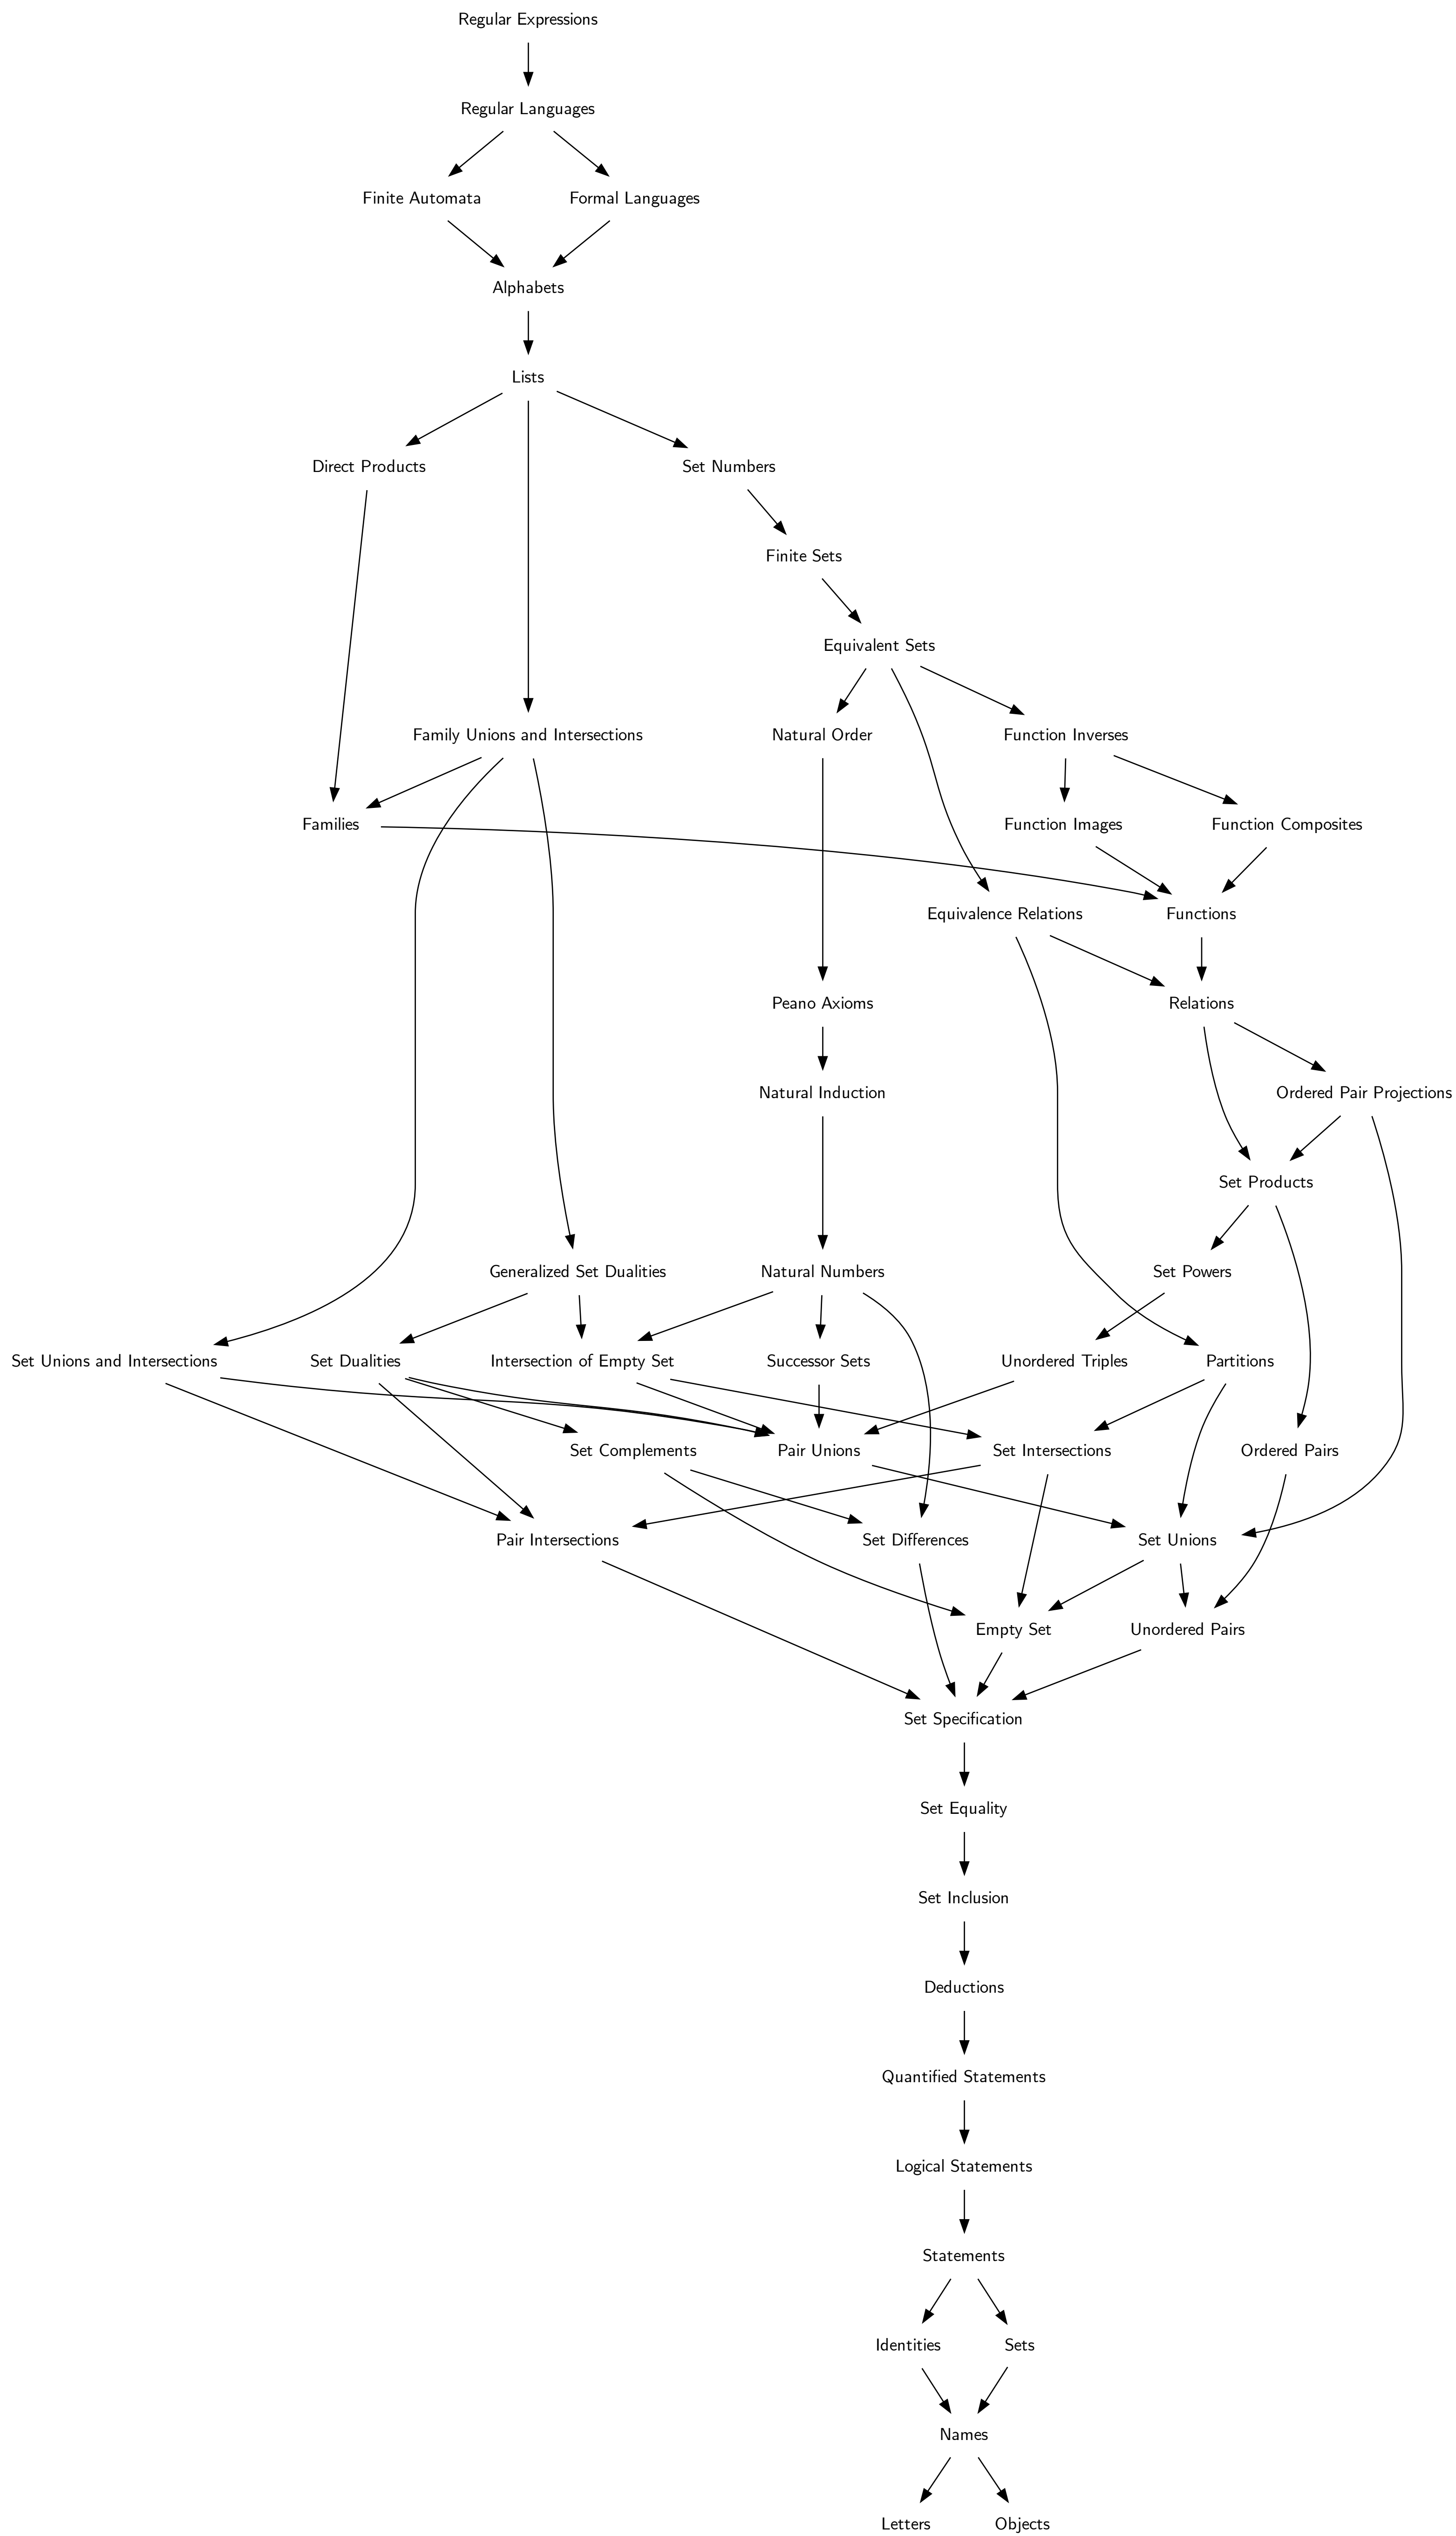 Regular Expressions
Regular Languages
Finite Automata
Formal Languages
Alphabets
Lists
Direct Products
Set Numbers
Finite Sets
Equivalent Sets
Family Unions and Intersections
Natural Order
Function Inverses
Families
Function Images
Function Composites
Equivalence Relations
Functions
Peano Axioms
Relations
Natural Induction
Ordered Pair Projections
Set Products
Generalized Set Dualities
Natural Numbers
Set Powers
Set Unions and Intersections
Set Dualities
Intersection of Empty Set
Successor Sets
Unordered Triples
Partitions
Set Complements
Pair Unions
Set Intersections
Ordered Pairs
Pair Intersections
Set Differences
Set Unions
Empty Set
Unordered Pairs
Set Specification
Set Equality
Set Inclusion
Deductions
Quantified Statements
Logical Statements
Statements
Identities
Sets
Names
Letters
Objects